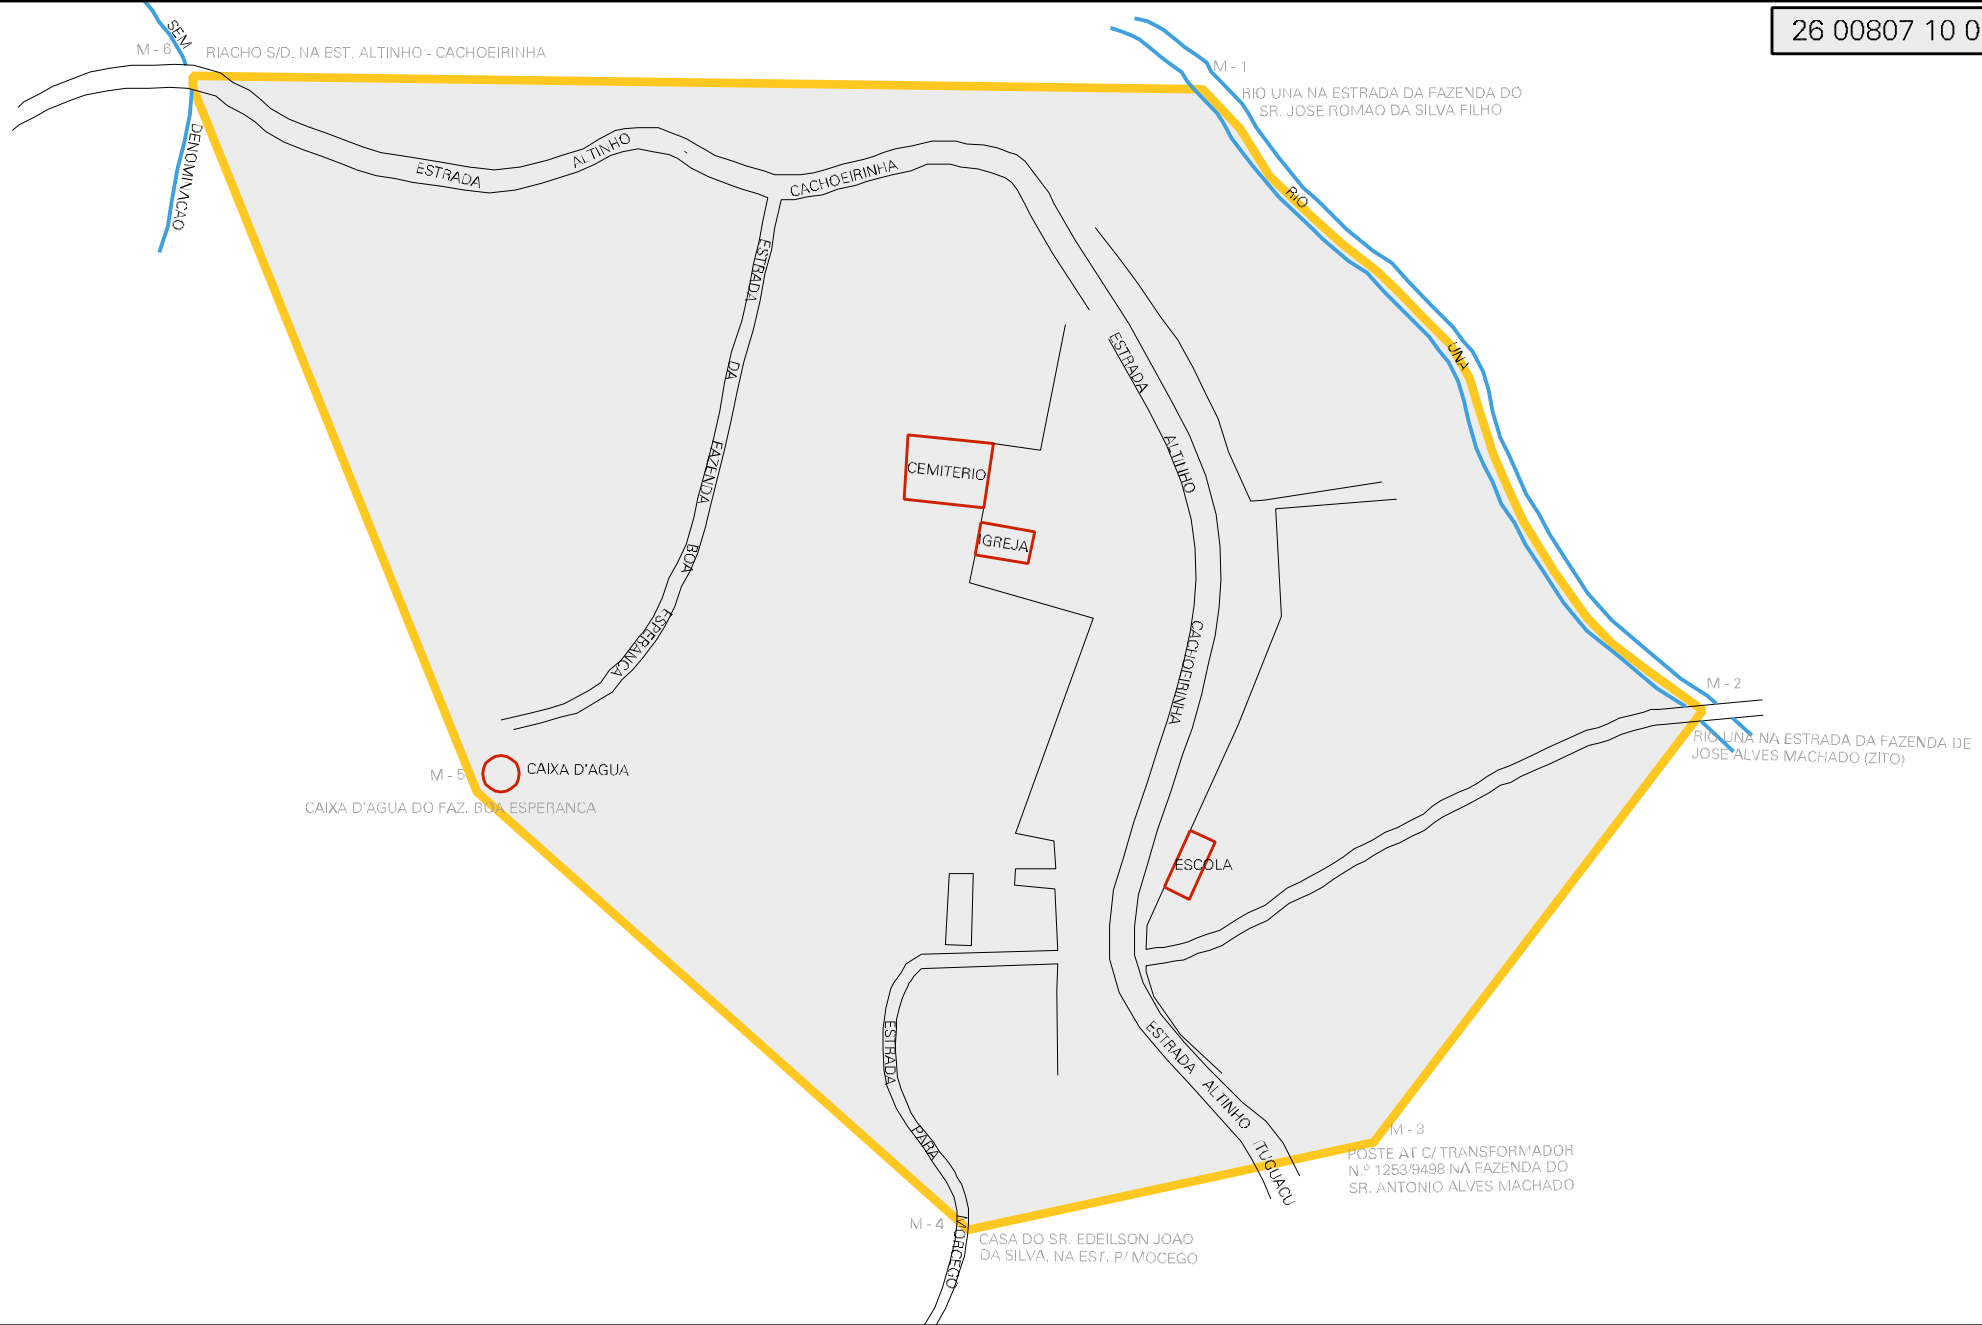 26 00807 10 0
SEM
M - 6
RIACHO S/D. NA EST. ALTINHO - CACHOEIRINHA
M - 1
RIO UNA NA ESTRADA DA FAZENDA DO
SR. JOSE ROMAO DA SILVA FILHO
DENOMINACAO
ESTRADA
ALTINHO
-
CACHOEIRINHA
RIO
ESTRADA
DA
FAZENDA
BOA
ESPERANCA
UNA
ESTRADA
ALTINHO
CACHOEIRINHA
CEMITERIO
IGREJA
M - 2
RIO UNA NA ESTRADA DA FAZENDA DE
JOSE ALVES MACHADO (ZITO)
M - 5
CAIXA D'AGUA
CAIXA D'AGUA DO FAZ. BOA ESPERANCA
ESCOLA
ESTRADA
PARA
MORCEGO
ESTRADA
ALTINHO
ITUGUACU
M - 3
POSTE AT C/ TRANSFORMADOR
N.º 1253/9498 NA FAZENDA DO
SR. ANTONIO ALVES MACHADO
M - 4
CASA DO SR. EDEILSON JOAO
DA SILVA, NA EST. P/ MOCEGO